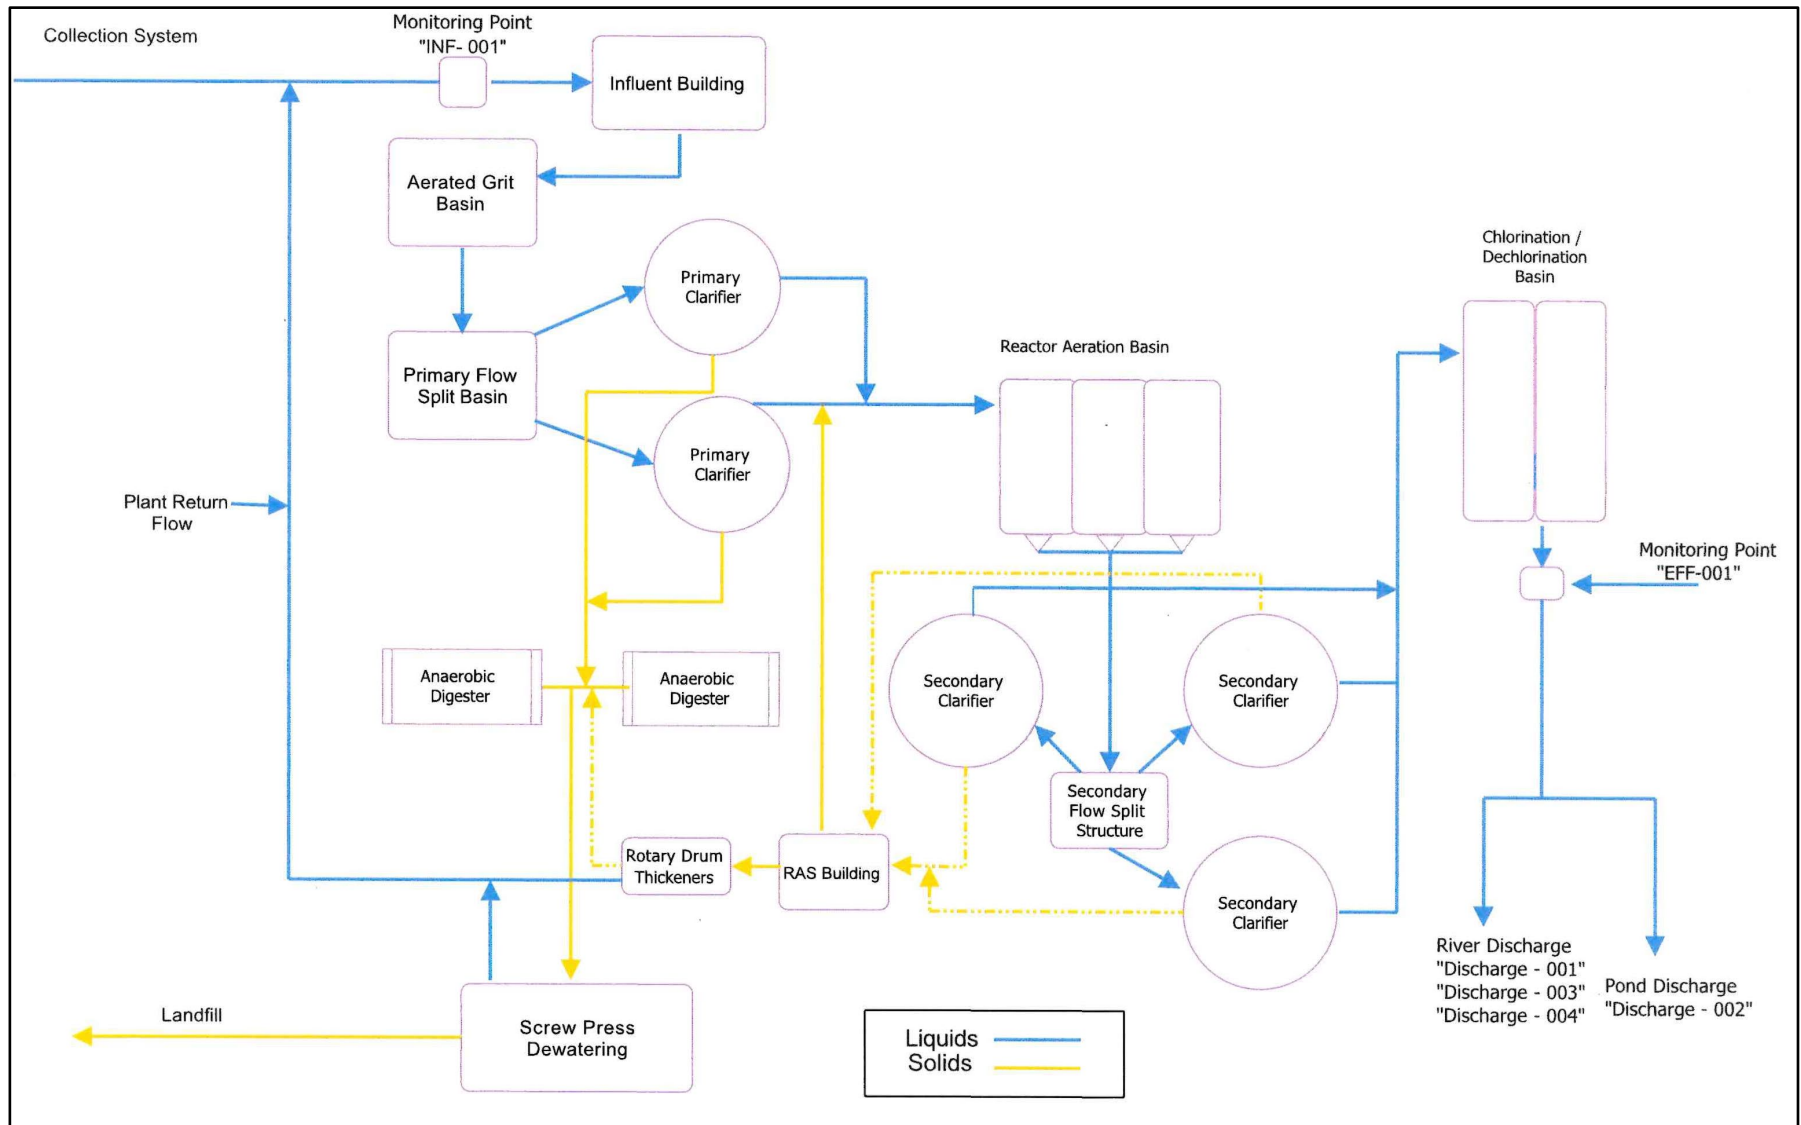 Collection System
Monitoring Point
"INF- 001"
Influent Building
Aerated Grit
Basin
Primary Flow
Split Basin
Primary
Clarifier
Primary
Clarifier
Reactor Aeration Basin
Chlorination /
Dechlorination
Basin
Plant Return
Flow
Monitoring Point
"EFF-001"
Anaerobic
Digester
Anaerobic
Digester
Secondary
Clarifier
Secondary
Clarifier
Secondary
Flow Split
Structure
Rotary Drum
Thickeners
RAS Building
Secondary
Clarifier
River Discharge
"Discharge - 001"
"Discharge - 003"
"Discharge - 004"
Pond Discharge
"Discharge - 002"
Landfill
Screw Press
Dewatering
Liquids
Solids